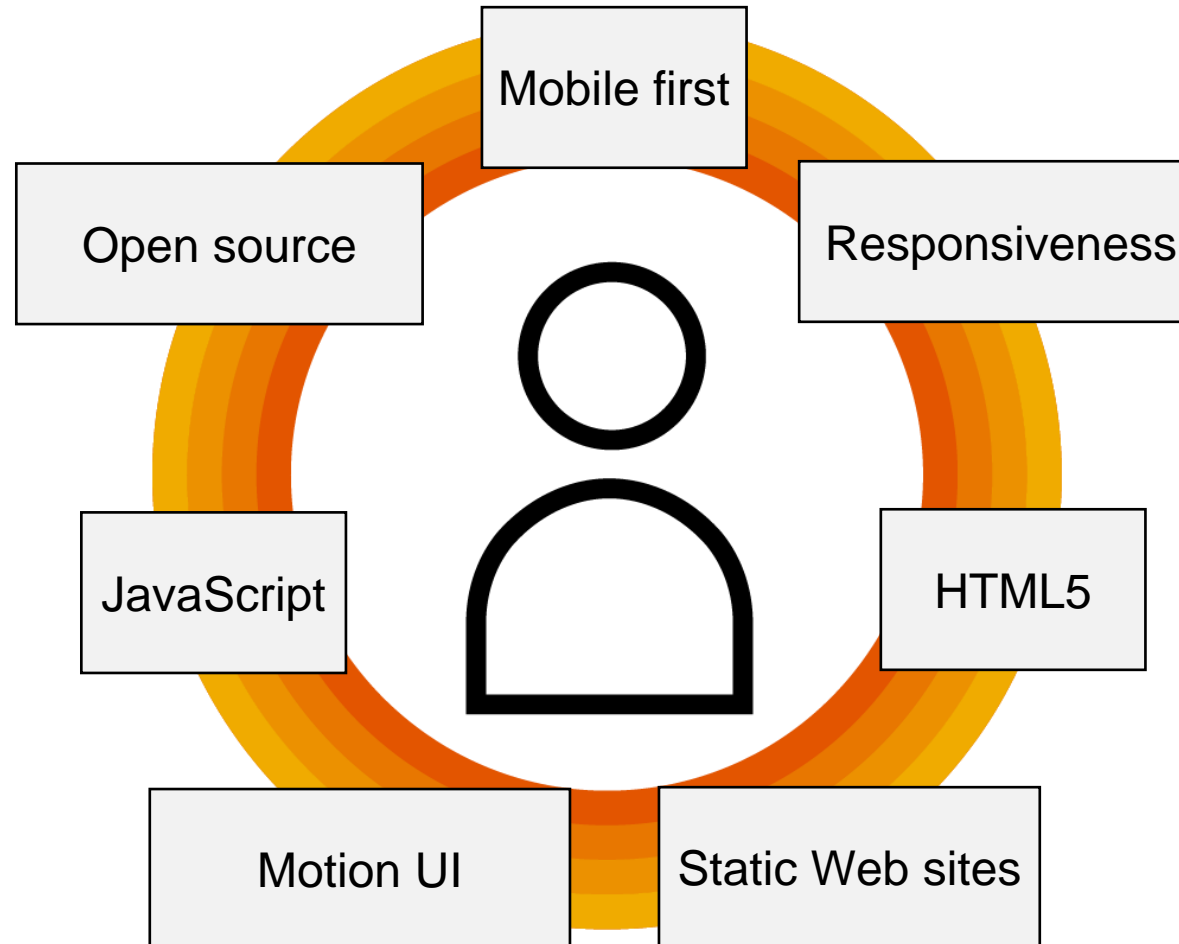 Mobile first
Open source
Responsiveness
JavaScript
HTML5
Motion UI
Static Web sites